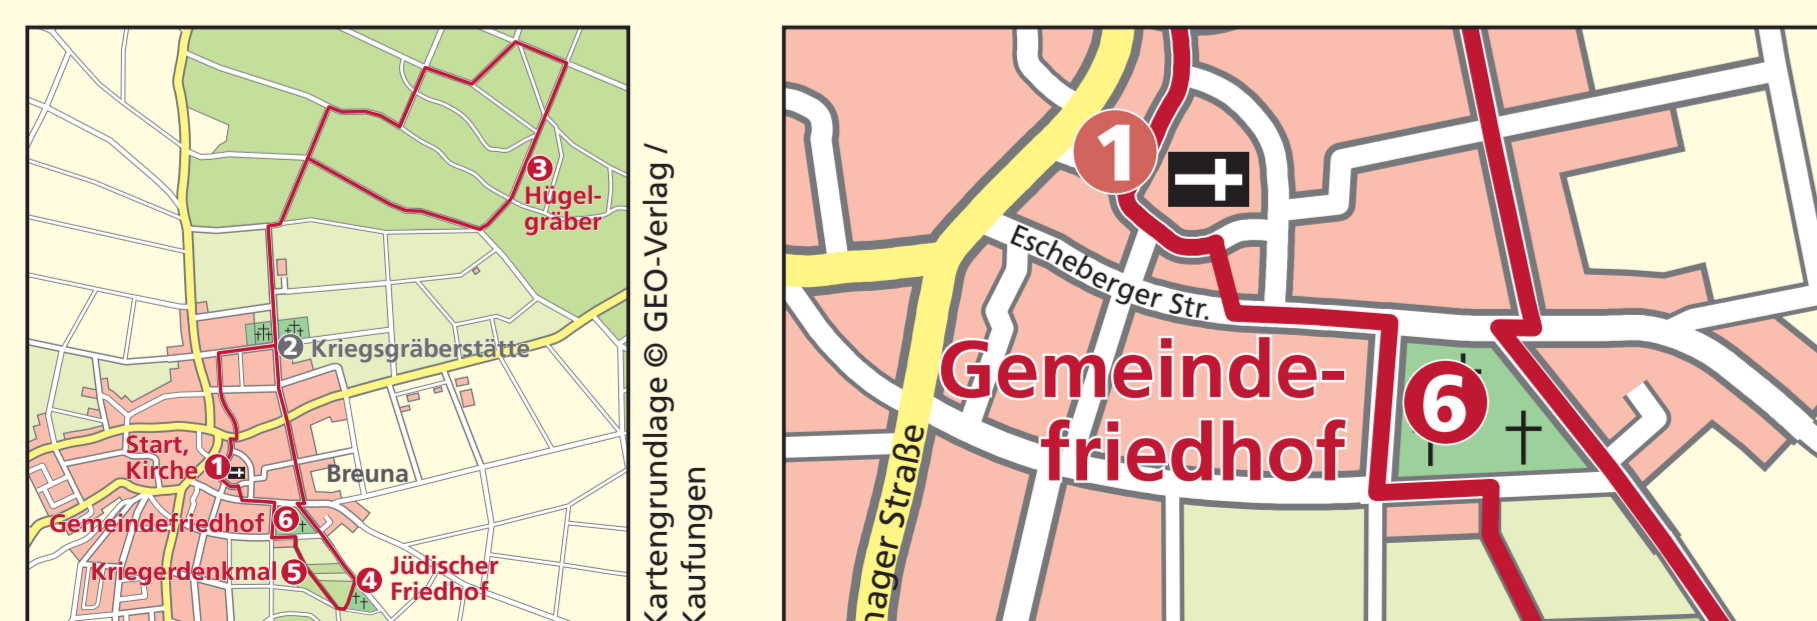 3
Hügel-
gräber
2 Kriegsgräberstätte
Start,
Kirche 1
Breuna
Gemeindefriedhof 6
Kriegerdenkmal 5
4 Jüdischer
Friedhof
Kartengrundlage © GEO-Verlag /
Kaufungen
1
Escheberger Str.
Gemeinde-
friedhof
6
nager Straße